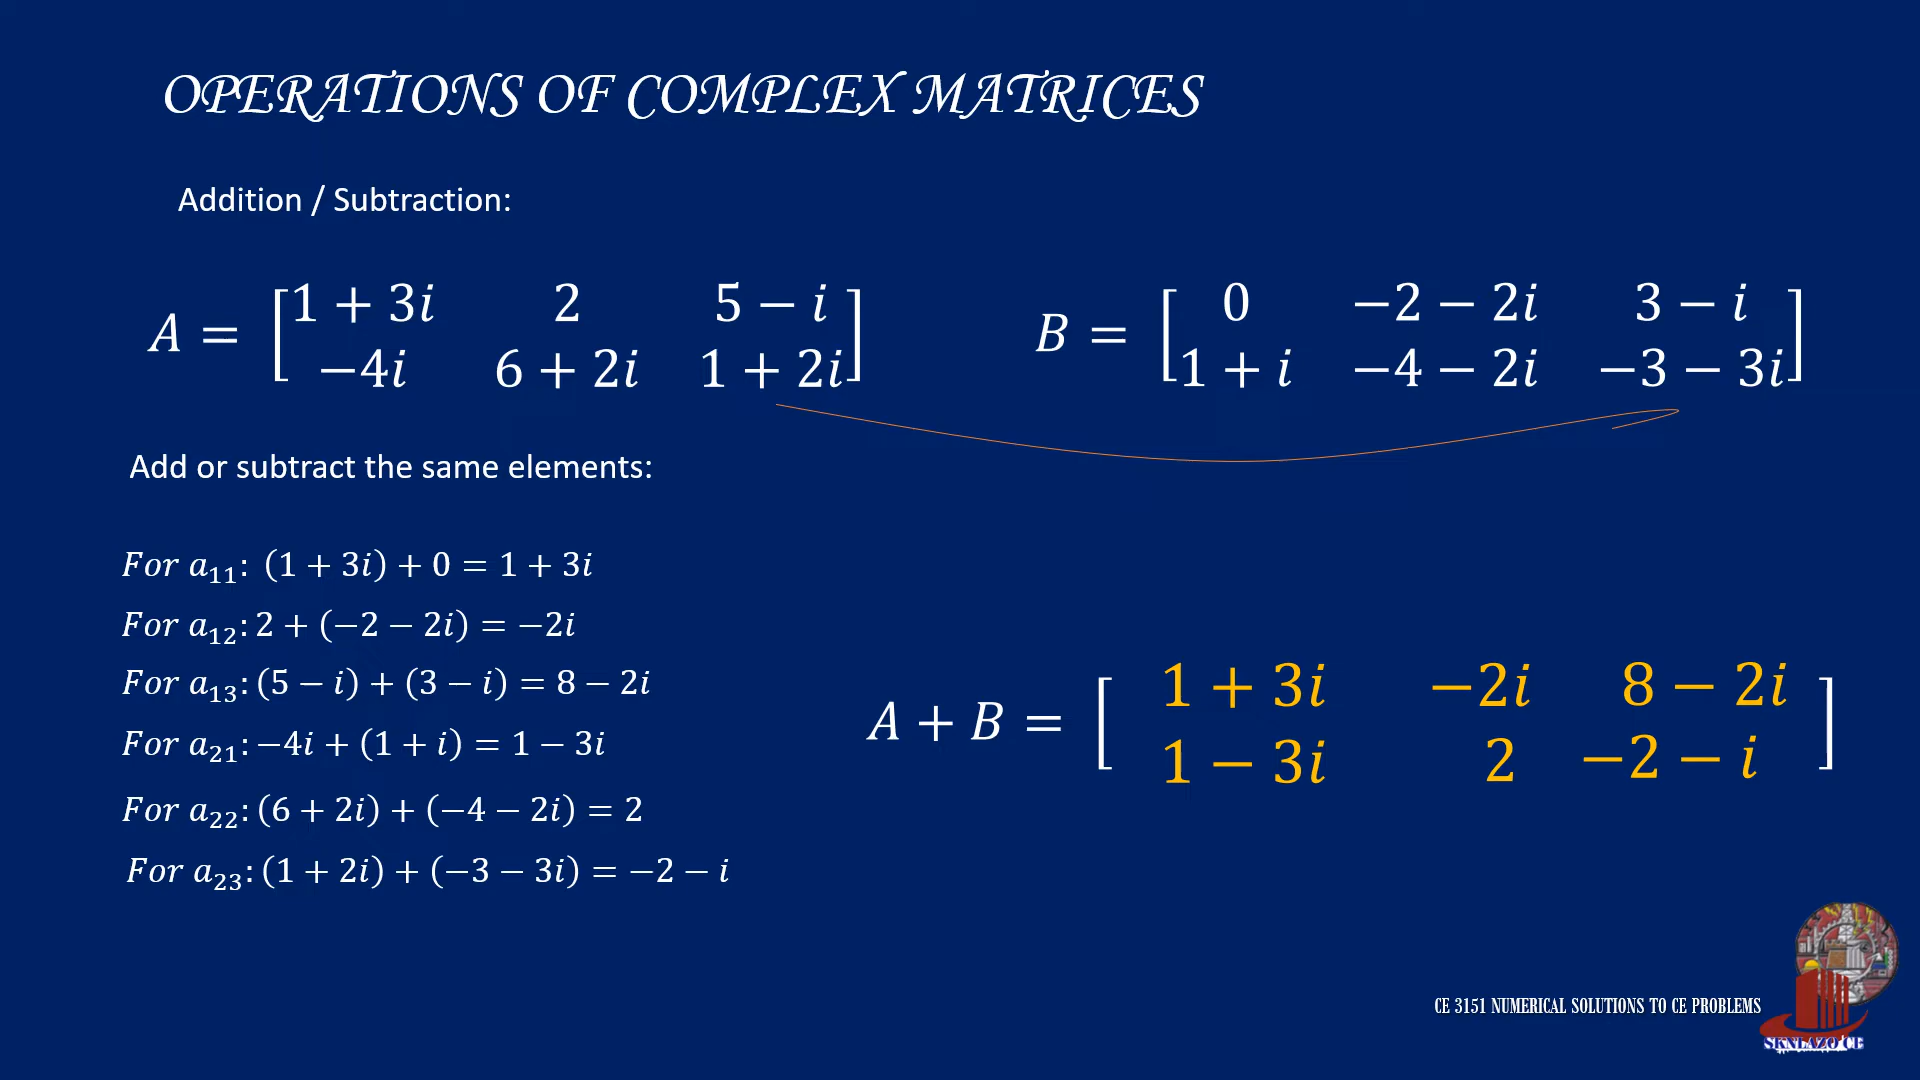 OPERATIONS OF COMPLEX MATRICES
Addition / Subtraction:
A = [1 + 3i 2 5 − i
−4i 6 + 2i 1 + 2i]
B = [0 −2 − 2i 3 − i
1 + i −4 − 2i −3 − 3i]
Add or subtract the same elements:
For a₁₁: (1 + 3i) + 0 = 1 + 3i
For a₁₂: 2 + (−2 − 2i) = −2i
For a₁₃: (5 − i) + (3 − i) = 8 − 2i
For a₂₁: −4i + (1 + i) = 1 − 3i
For a₂₂: (6 + 2i) + (−4 − 2i) = 2
For a₂₃: (1 + 2i) + (−3 − 3i) = −2 − i
A + B = [1 + 3i −2i 8 − 2i
1 − 3i 2 −2 − i]
CE 3151 NUMERICAL SOLUTIONS TO CE PROBLEMS
SKNLAZO CE